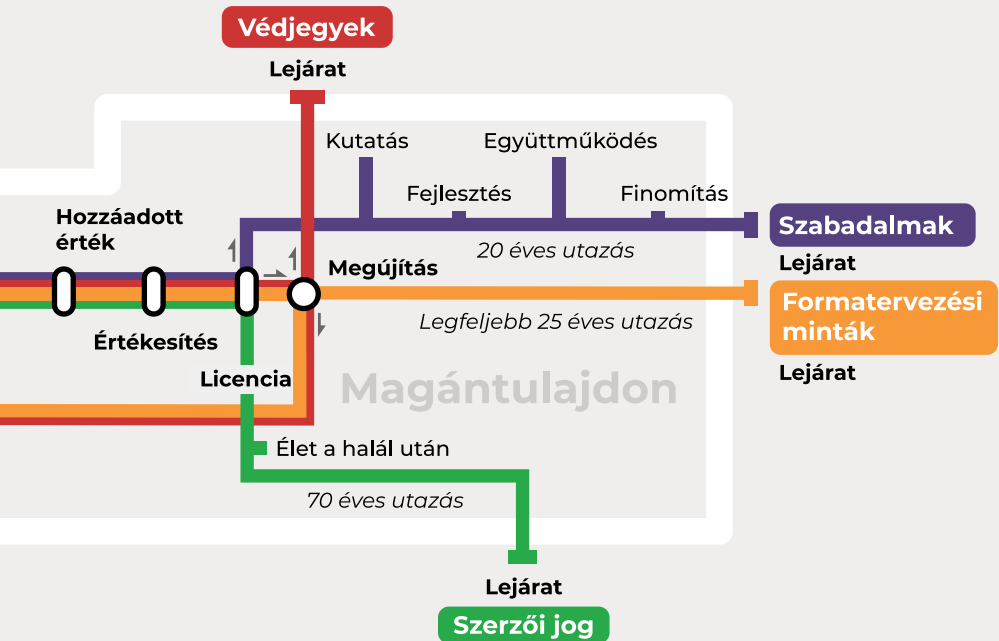 Védjegyek
Lejárat
Kutatás
Együttműködés
Fejlesztés
Finomítás
Hozzáadott
érték
Szabadalmak
20 éves utazás
Lejárat
Megújítás
Formatervezési
minták
Legfeljebb 25 éves utazás
Értékesítés
Lejárat
Licencia
Magántulajdon
Élet a halál után
70 éves utazás
Lejárat
Szerzői jog